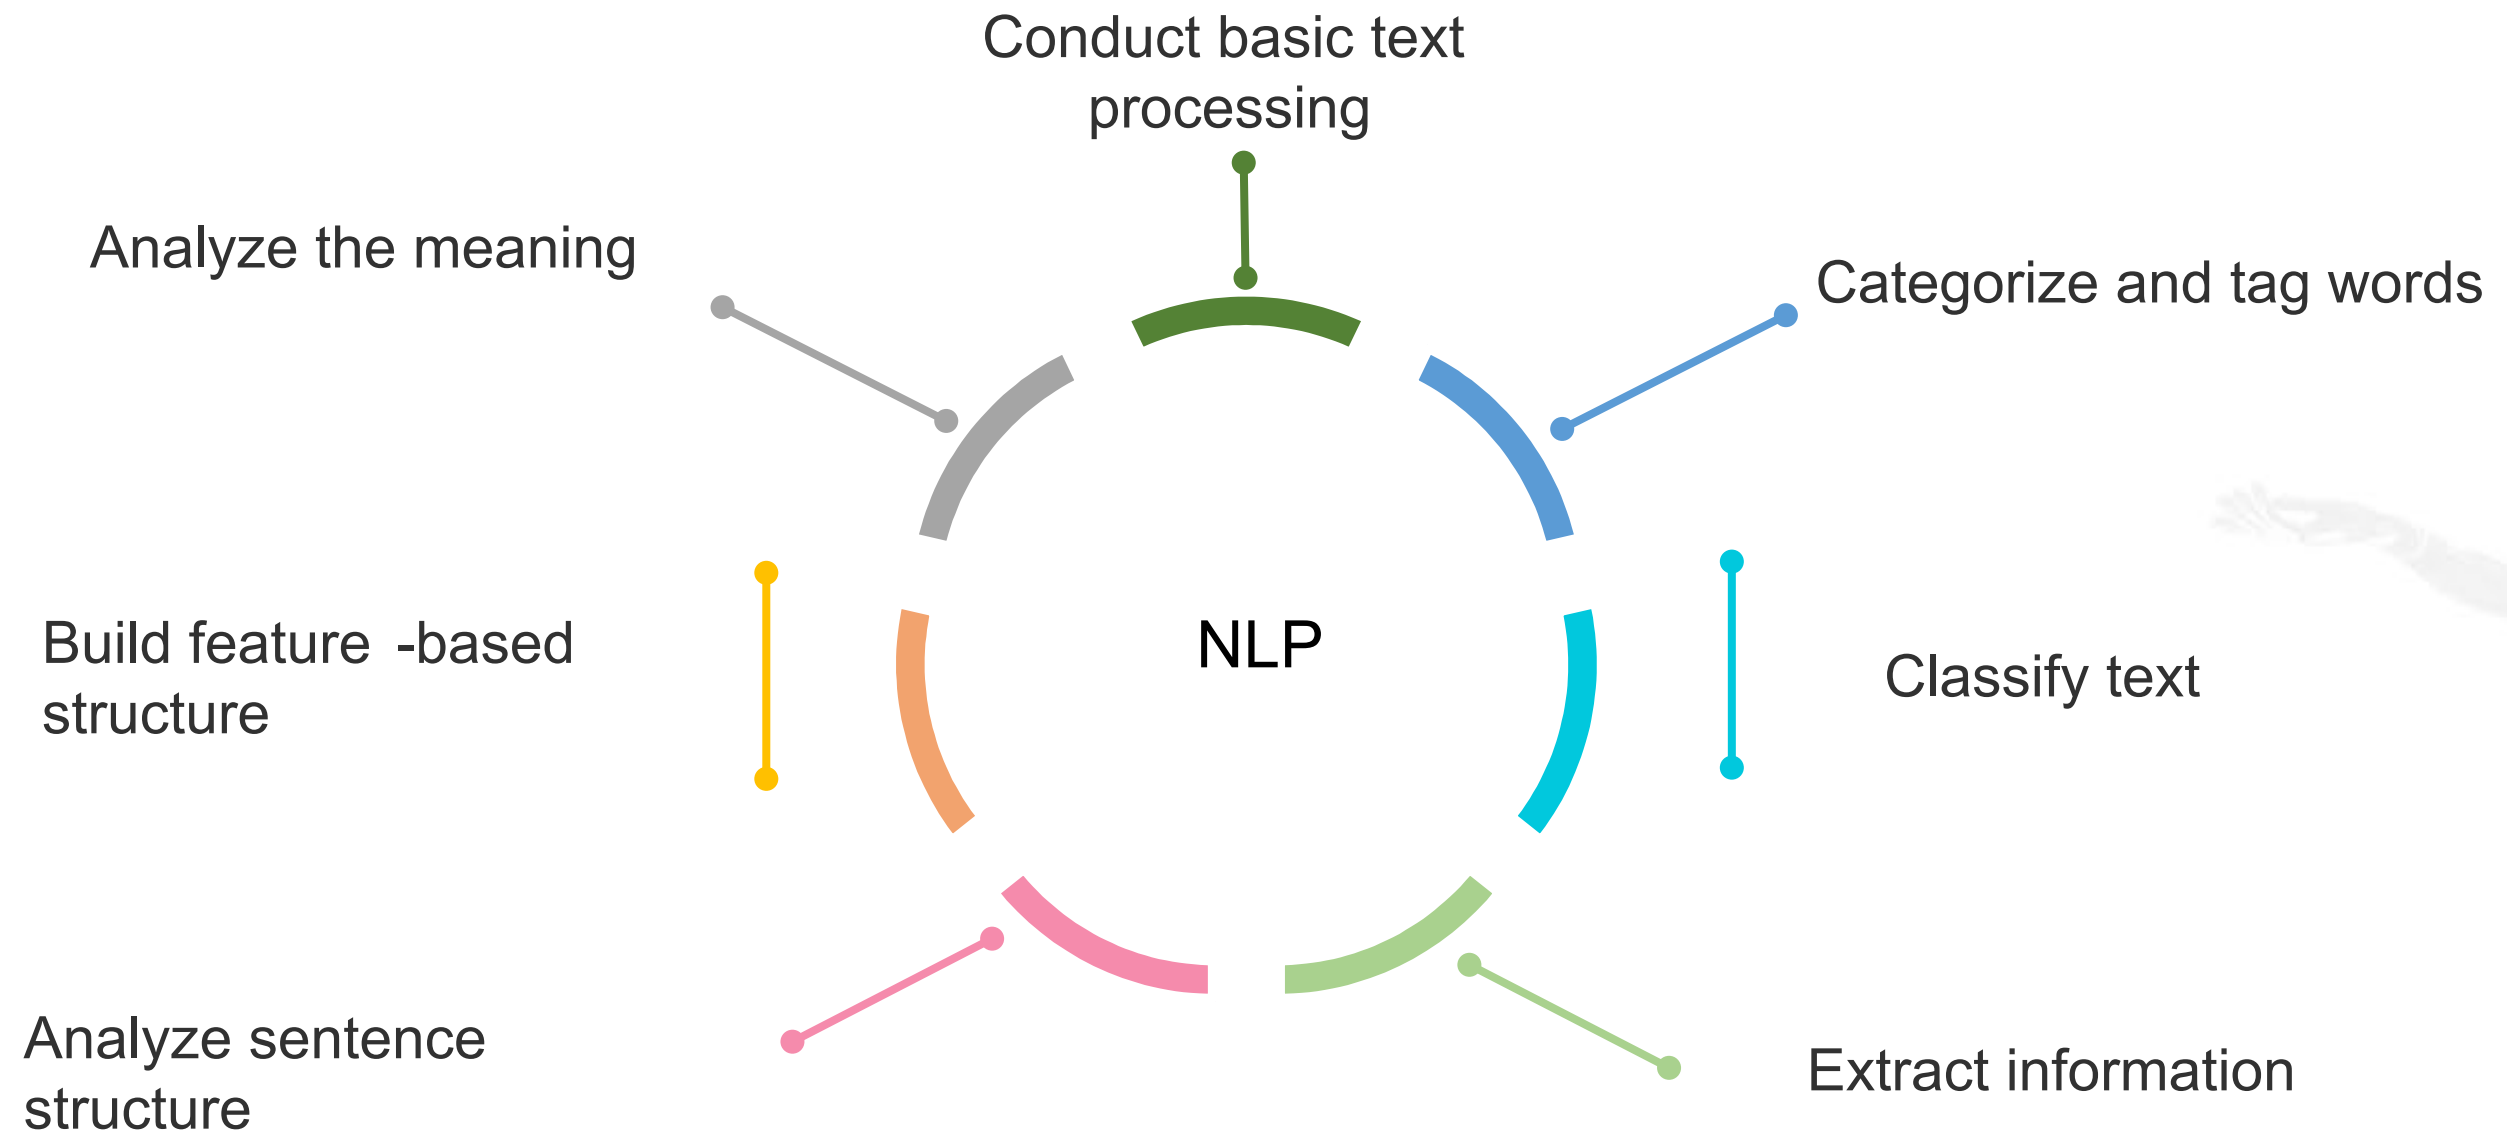 Conduct basic text
processing
Analyze the meaning
Categorize and tag words
Build feature -based
structure
NLP
Classify text
Analyze sentence
structure
Extract information